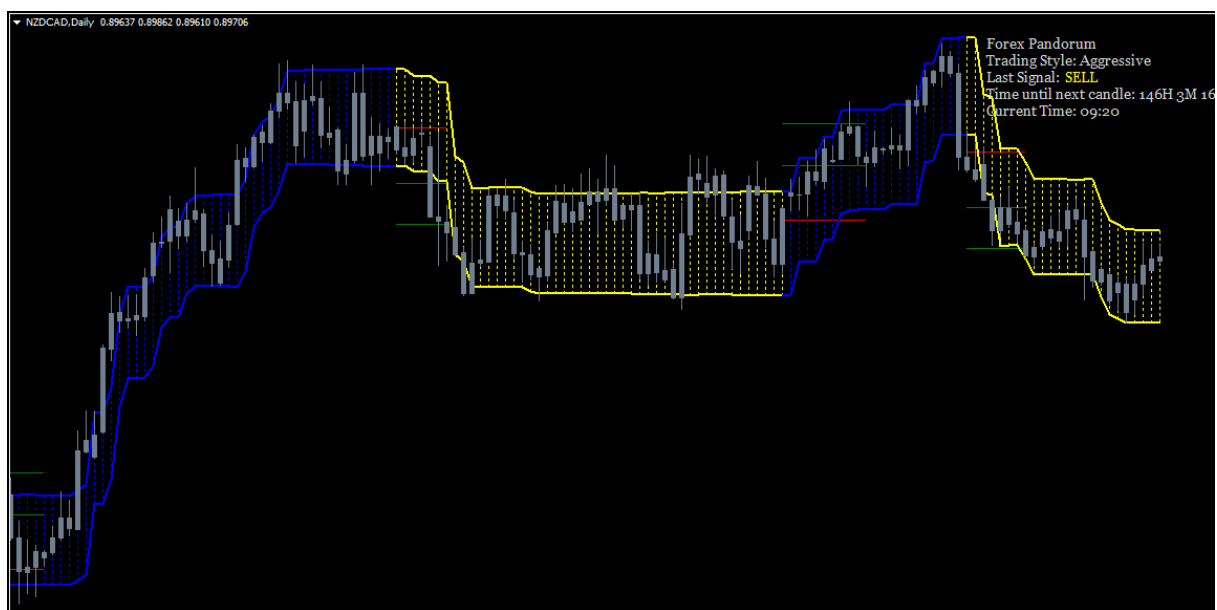 NZDCAD,Daily 0.89637 0.89862 0.89610 0.89706
Forex Pandorum
Trading Style: Aggressive
Last Signal: SELL
Time until next candle: 146H 3M 16
Current Time: 09:20